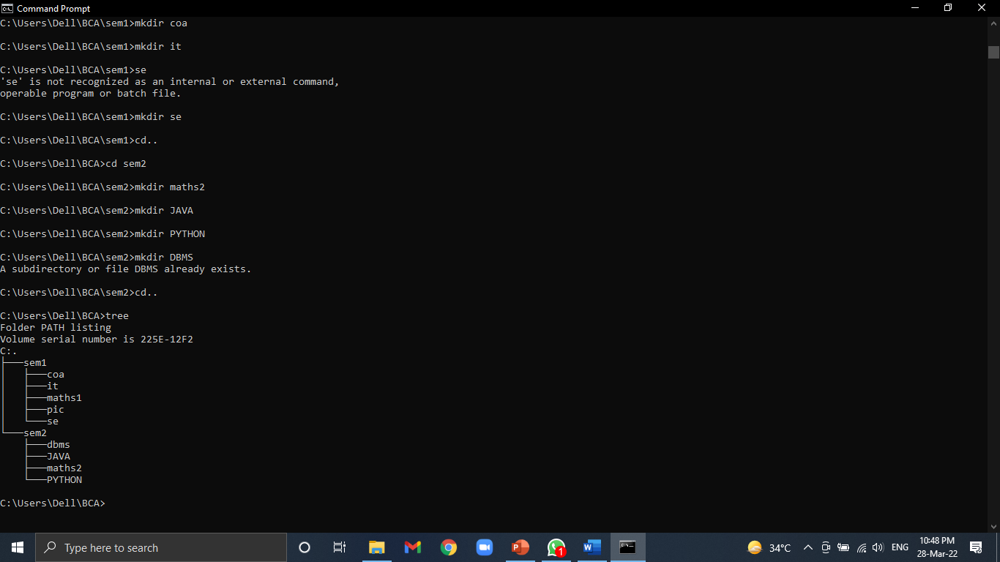 Command Prompt
C:\Users\Dell\BCA\sem1>mkdir coa
C:\Users\Dell\BCA\sem1>mkdir it
C:\Users\Dell\BCA\sem1>se
'se' is not recognized as an internal or external command,
operable program or batch file.
C:\Users\Dell\BCA\sem1>mkdir se
C:\Users\Dell\BCA\sem1>cd..
C:\Users\Dell\BCA>cd sem2
C:\Users\Dell\BCA\sem2>mkdir maths2
C:\Users\Dell\BCA\sem2>mkdir JAVA
C:\Users\Dell\BCA\sem2>mkdir PYTHON
C:\Users\Dell\BCA\sem2>mkdir DBMS
A subdirectory or file DBMS already exists.
C:\Users\Dell\BCA\sem2>cd..
C:\Users\Dell\BCA>tree
Folder PATH listing
Volume serial number is 225E-12F2
C:.
├───sem1
│   ├───coa
│   ├───it
│   ├───maths1
│   ├───pic
│   └───se
└───sem2
    ├───dbms
    ├───JAVA
    ├───maths2
    └───PYTHON
C:\Users\Dell\BCA>
Type here to search
34°C
ENG
10:48 PM
28-Mar-22